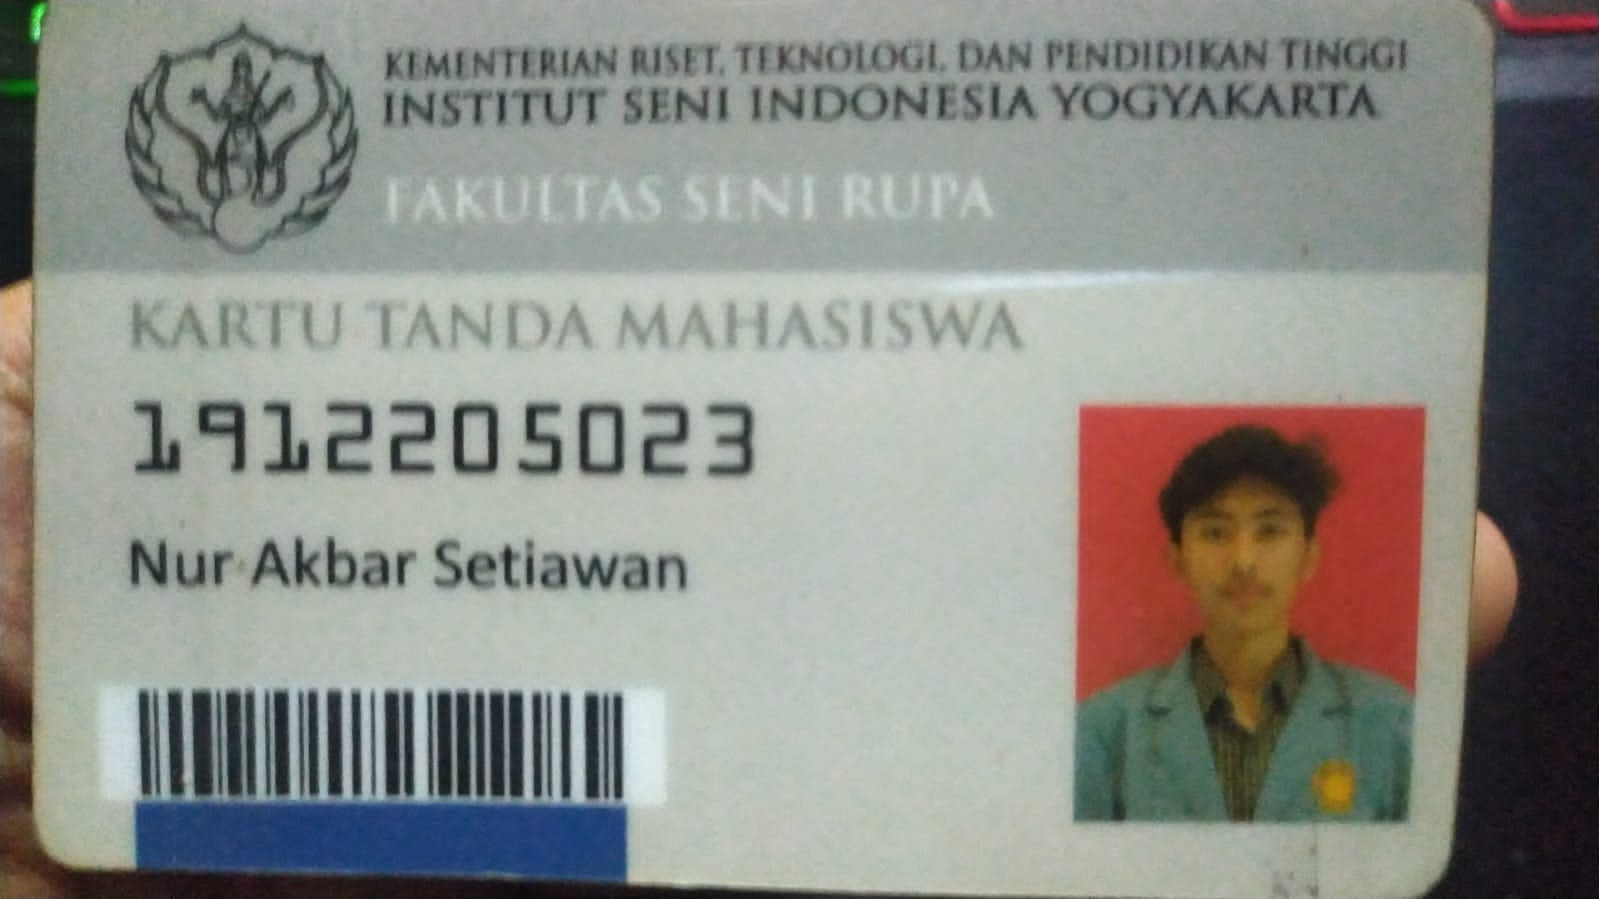 KEMENTERIAN RISET, TEKNOLOGI, DAN PENDIDIKAN TINGGI
INSTITUT SENI INDONESIA YOGYAKARTA
FAKULTAS SENI RUPA
KARTU TANDA MAHASISWA
1912205023
Nur Akbar Setiawan